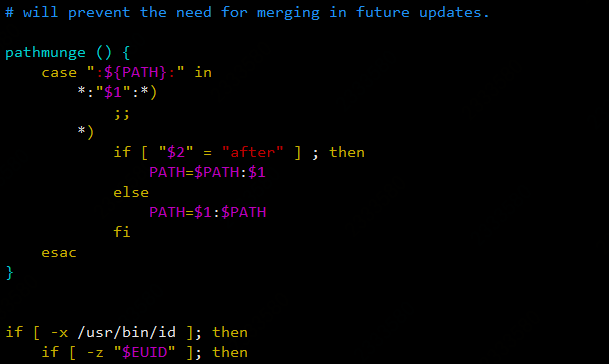 # will prevent the need for merging in future updates.
pathmunge () {
    case ":${PATH}:" in
        *:"$1":*)
            ;;
        *)
            if [ "$2" = "after" ] ; then
                PATH=$PATH:$1
            else
                PATH=$1:$PATH
            fi
    esac
}
if [ -x /usr/bin/id ]; then
    if [ -z "$EUID" ]; then